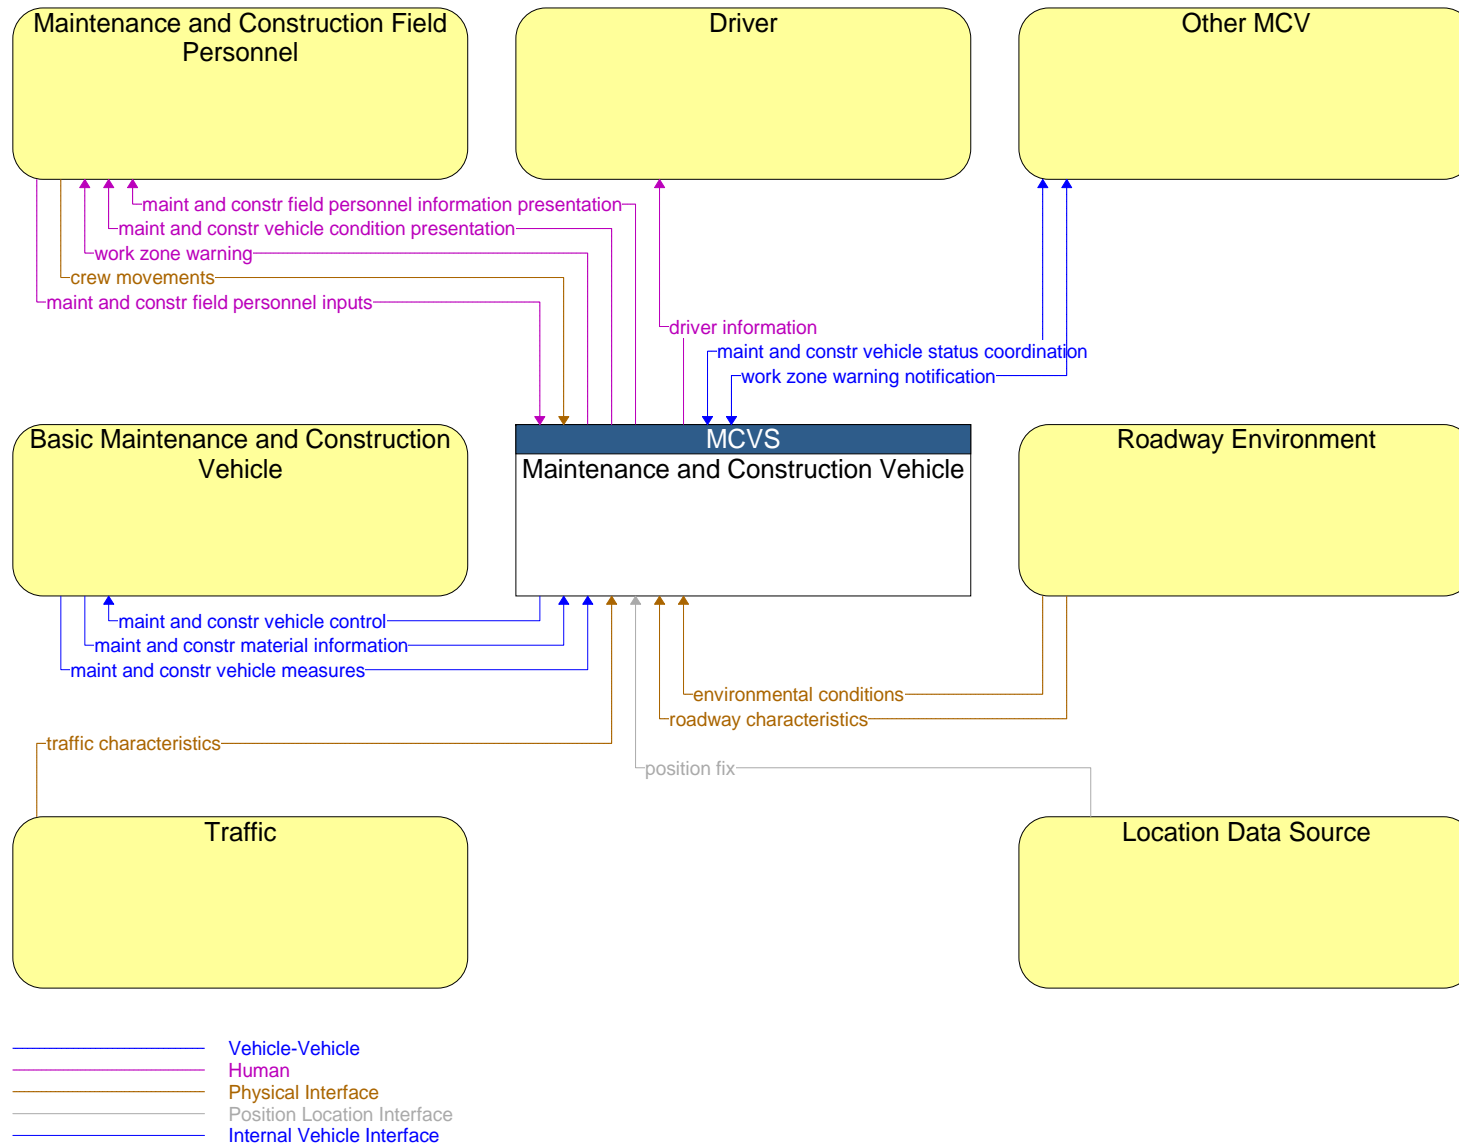 Maintenance and Construction Field
Personnel
Driver
Other MCV
maint and constr field personnel information presentation
maint and constr vehicle condition presentation
work zone warning
crew movements
maint and constr field personnel inputs
driver information
maint and constr vehicle status coordination
work zone warning notification
Basic Maintenance and Construction
Vehicle
MCVS
Maintenance and Construction Vehicle
Roadway Environment
maint and constr vehicle control
maint and constr material information
maint and constr vehicle measures
environmental conditions
roadway characteristics
traffic characteristics
position fix
Traffic
Location Data Source
Vehicle-Vehicle
Human
Physical Interface
Position Location Interface
Internal Vehicle Interface